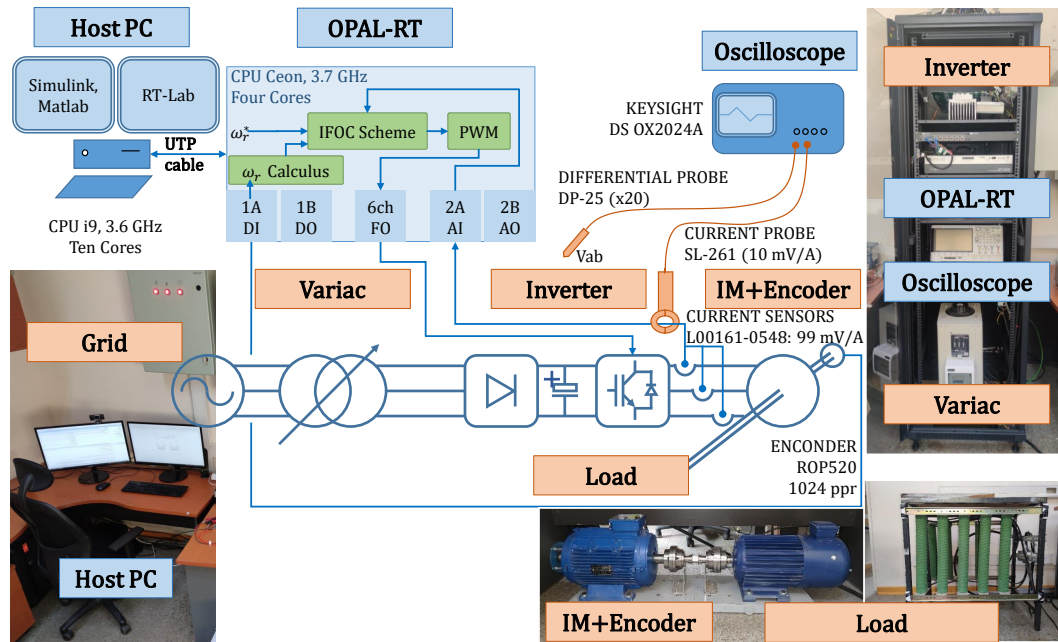 Host PC
OPAL-RT
Oscilloscope
Inverter
Simulink,
Matlab
RT-Lab
CPU Ceon, 3.7 GHz
Four Cores
ω*r
IFOC Scheme
PWM
ωr Calculus
UTP
cable
1A
DI
1B
DO
6ch
FO
2A
AI
2B
AO
CPU i9, 3.6 GHz
Ten Cores
KEYSIGHT
DS OX2024A
DIFFERENTIAL PROBE
DP-25 (x20)
Vab
CURRENT PROBE
SL-261 (10 mV/A)
OPAL-RT
Oscilloscope
Variac
Inverter
IM+Encoder
CURRENT SENSORS
L00161-0548: 99 mV/A
Grid
Variac
Load
ENCONDER
ROP520
1024 ppr
Host PC
IM+Encoder
Load